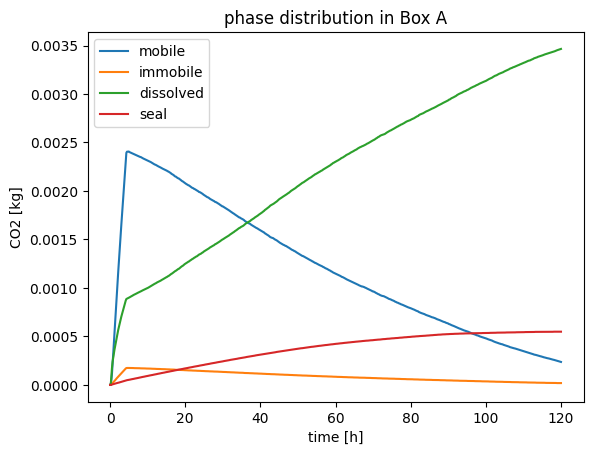 phase distribution in Box A
mobile
immobile
dissolved
seal
CO2 [kg]
0.0035
0.0030
0.0025
0.0020
0.0015
0.0010
0.0005
0.0000
0 20 40 60 80 100 120
time [h]